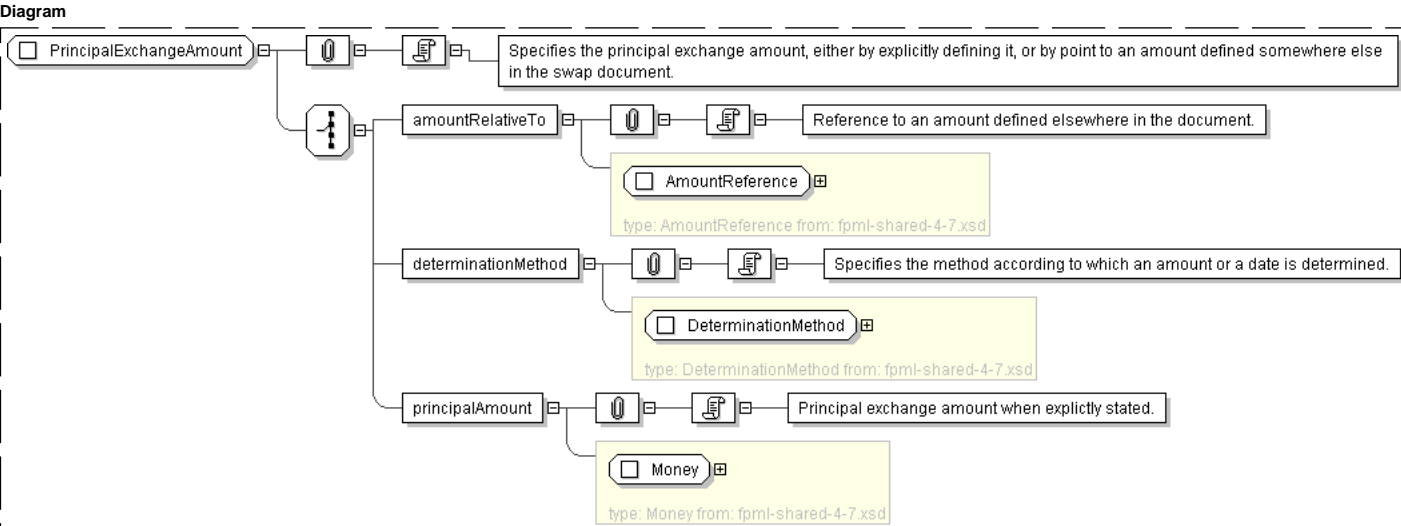 Diagram
PrincipalExchangeAmount
Specifies the principal exchange amount, either by explicitly defining it, or by point to an amount defined somewhere else
in the swap document.
amountRelativeTo
Reference to an amount defined elsewhere in the document.
AmountReference
type: AmountReference from: fpml-shared-4-7.xsd
determinationMethod
Specifies the method according to which an amount or a date is determined.
DeterminationMethod
type: DeterminationMethod from: fpml-shared-4-7.xsd
principalAmount
Principal exchange amount when explictly stated.
Money
type: Money from: fpml-shared-4-7.xsd